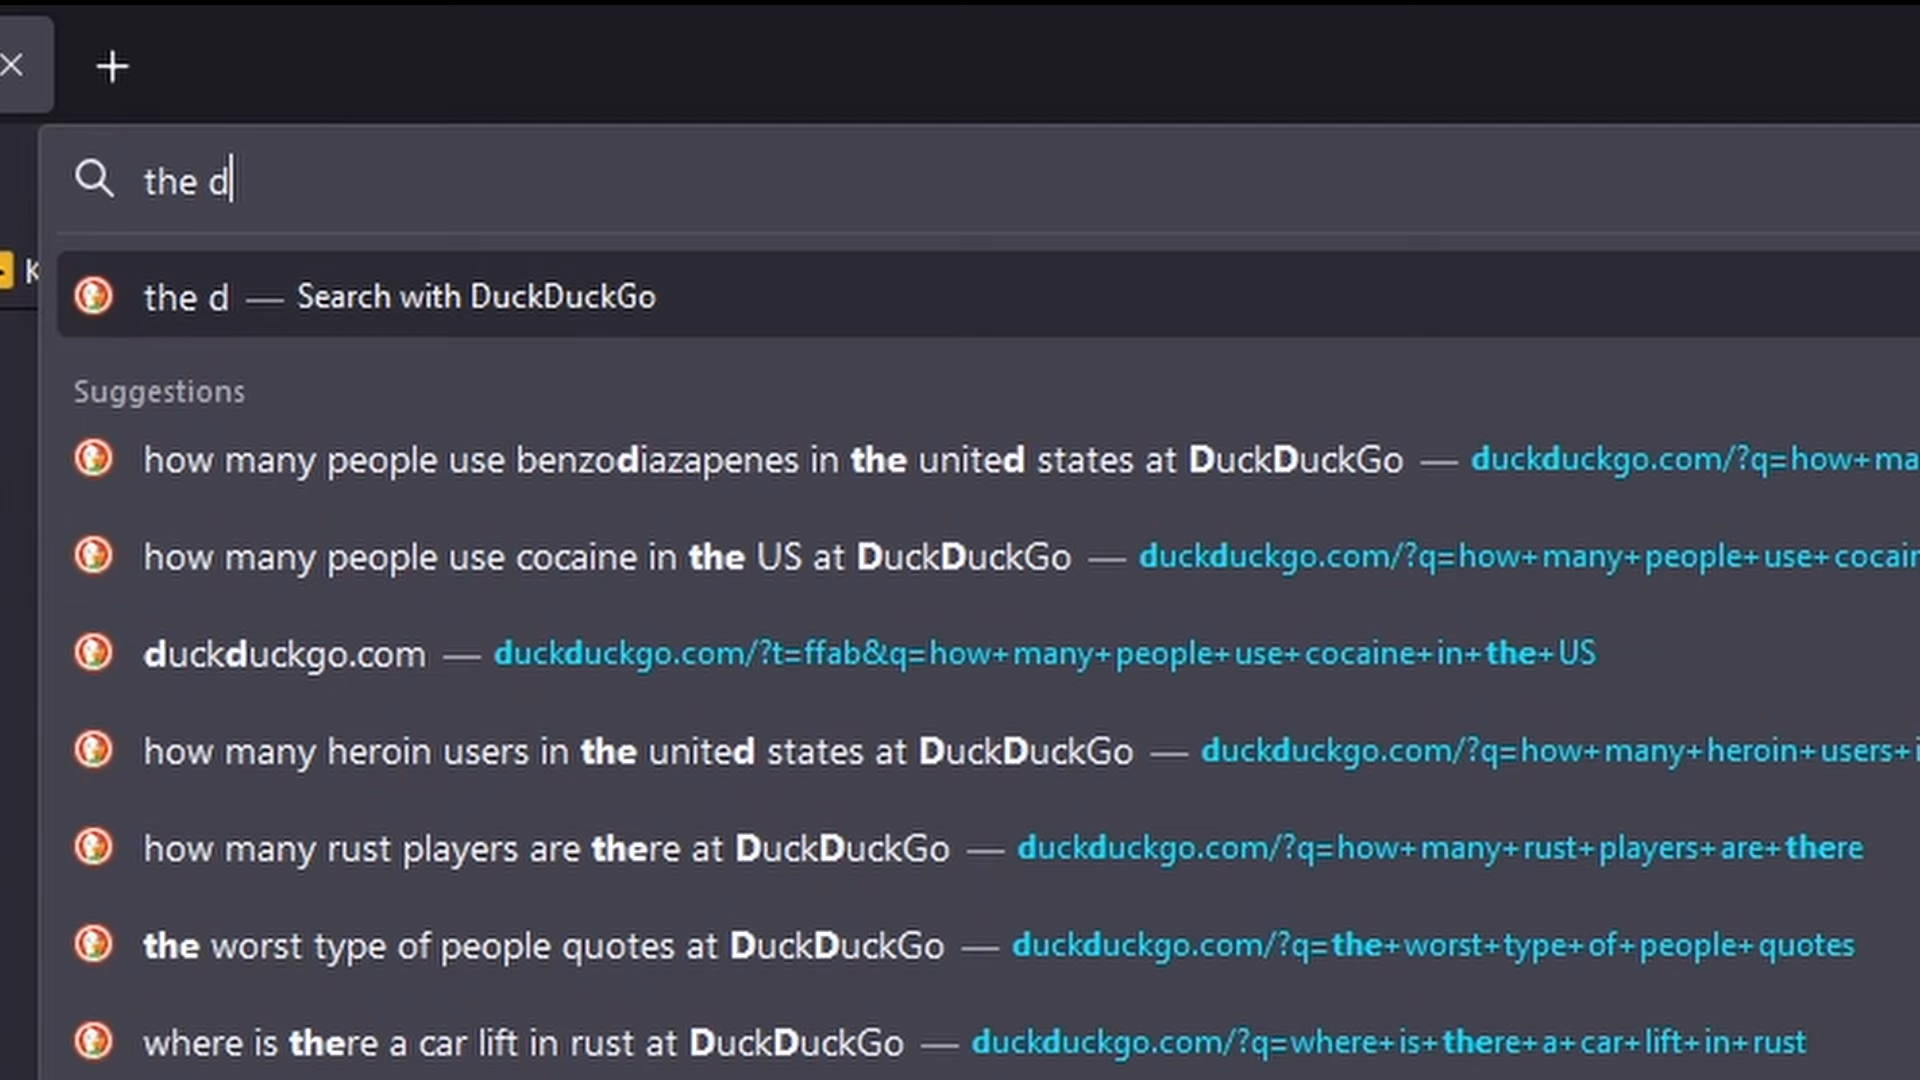 the d
K
the d — Search with DuckDuckGo
Suggestions
how many people use benzodiazapenes in the united states at DuckDuckGo — duckduckgo.com/?q=how+ma
how many people use cocaine in the US at DuckDuckGo — duckduckgo.com/?q=how+many+people+use+cocain
duckduckgo.com — duckduckgo.com/?t=ffab&q=how+many+people+use+cocaine+in+the+US
how many heroin users in the united states at DuckDuckGo — duckduckgo.com/?q=how+many+heroin+users+i
how many rust players are there at DuckDuckGo — duckduckgo.com/?q=how+many+rust+players+are+there
the worst type of people quotes at DuckDuckGo — duckduckgo.com/?q=the+worst+type+of+people+quotes
where is there a car lift in rust at DuckDuckGo — duckduckgo.com/?q=where+is+there+a+car+lift+in+rust